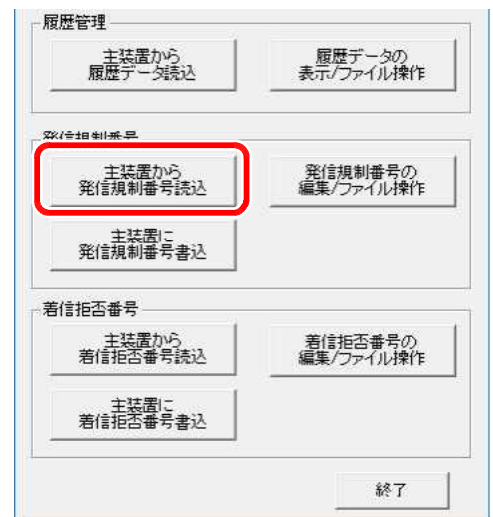 履歴管理
主装置から
履歴データ読込
履歴データの
表示/ファイル操作
発信規制番号
主装置から
発信規制番号読込
発信規制番号の
編集/ファイル操作
主装置に
発信規制番号書込
着信拒否番号
主装置から
着信拒否番号読込
着信拒否番号の
編集/ファイル操作
主装置に
着信拒否番号書込
終了